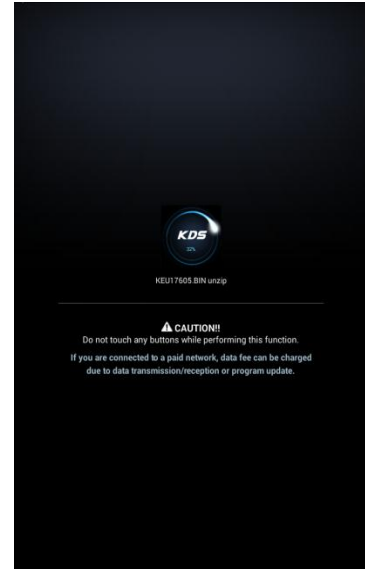 KDS
KEU17605.BIN unzip
CAUTION!!
Do not touch any buttons while performing this function.
If you are connected to a paid network, data fee can be charged
due to data transmission/reception or program update.